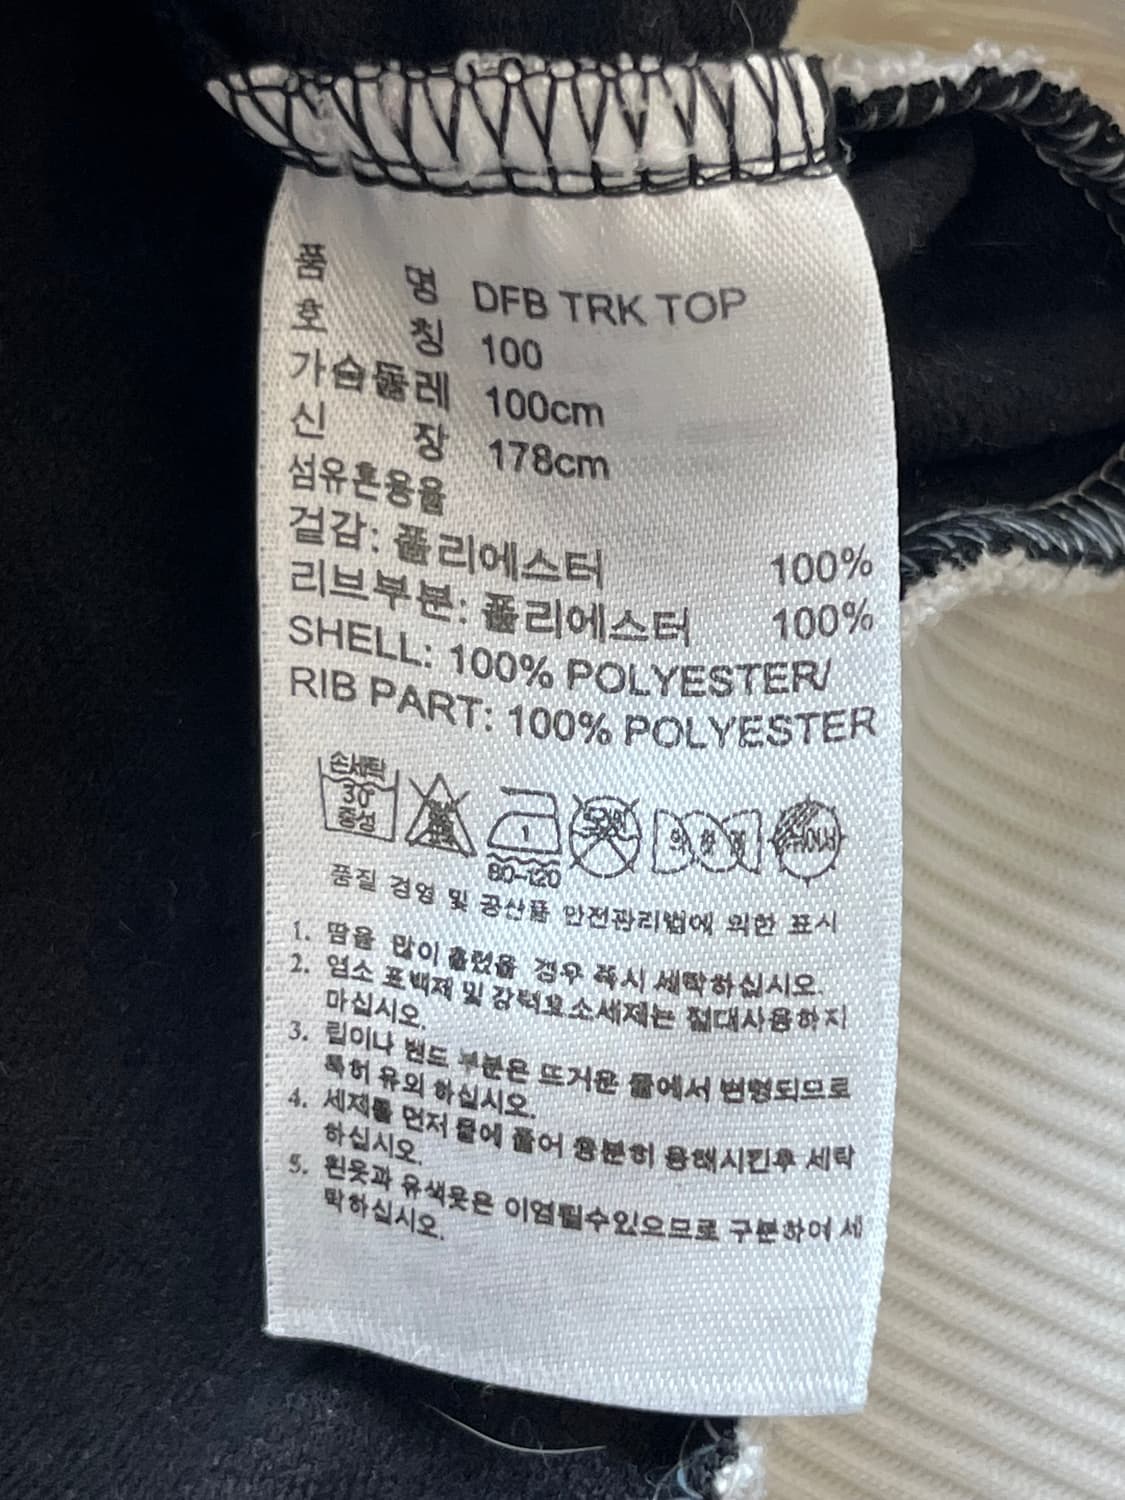 품 명 DFB TRK TOP
호 칭 100
가슴둘레 100cm
신 장 178cm
섬유혼용율
겉감: 폴리에스터 100%
리브부분: 폴리에스터 100%
SHELL: 100% POLYESTER/
RIB PART: 100% POLYESTER
손세탁
30°
중성
1
80-120
품질 경영 및 공산품 안전관리법에 의한 표시
1. 땀을 많이 흘렸을 경우 즉시 세탁하십시오.
2. 염소 표백제 및 강력효소세제는 절대사용하지
마십시오.
3. 립이나 밴드 부분은 뜨거운 물에서 변형되므로
특히 유의 하십시오.
4. 세제를 먼저 물에 풀어 충분히 용해시킨후 세탁
하십시오.
5. 흰옷과 유색옷은 이염될수있으므로 구분하여 세
탁하십시오.